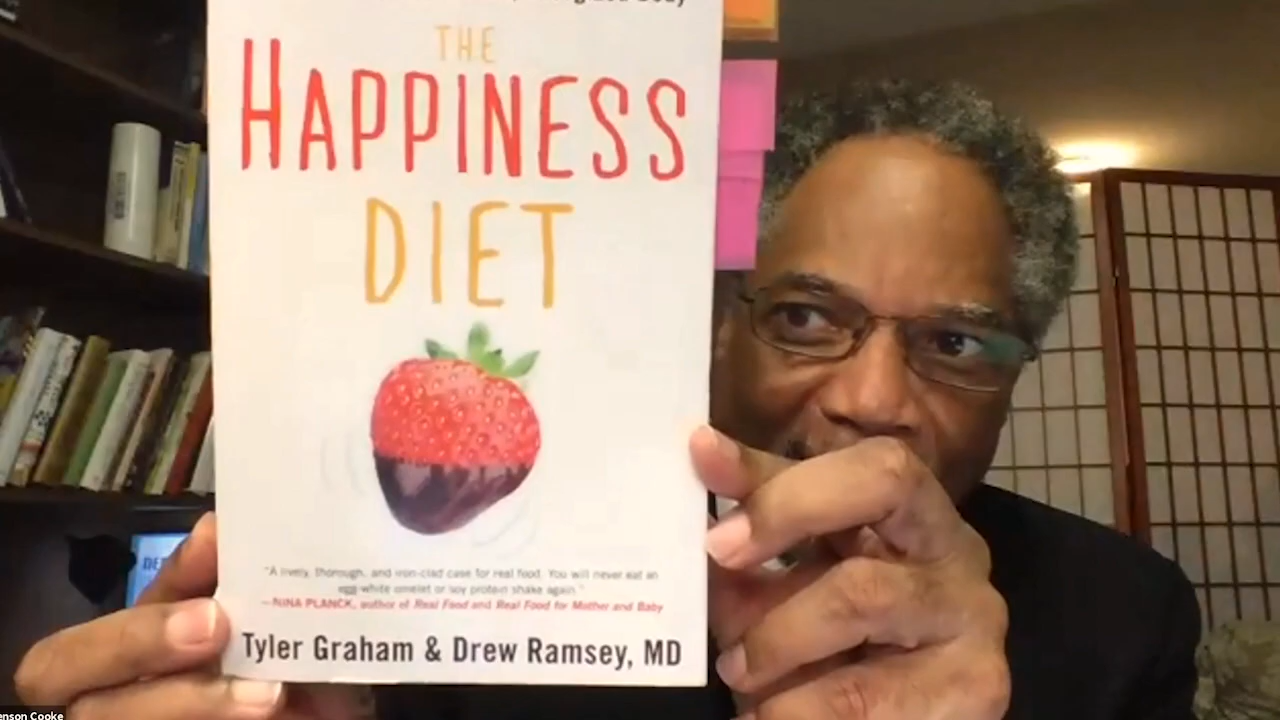 THE
HAPPINESS
DIET
"A lively, thorough, and iron-clad case for real food. You will never eat an
egg-white omelet or soy protein shake again."
—NINA PLANCK, author of Real Food and Real Food for Mother and Baby
Tyler Graham & Drew Ramsey, MD
enson Cooke